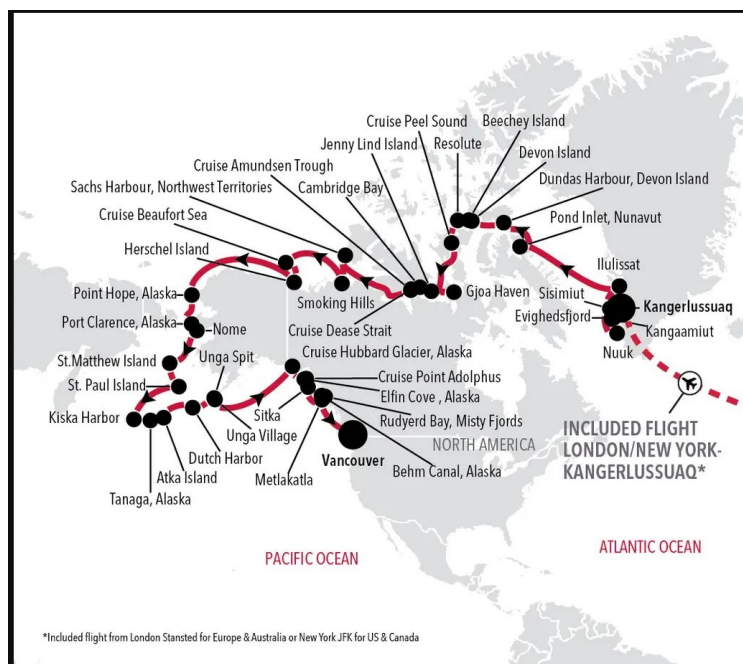 Cruise Peel Sound
Beechey Island
Jenny Lind Island
Resolute
Devon Island
Cruise Amundsen Trough
Dundas Harbour, Devon Island
Sachs Harbour, Northwest Territories
Cambridge Bay
Pond Inlet, Nunavut
Cruise Beaufort Sea
Herschel Island
Ilulissat
Point Hope, Alaska
Smoking Hills
Gjoa Haven
Sisimiut
Kangerlussuaq
Evighedsfjord
Port Clarence, Alaska
Nome
Cruise Dease Strait
Kangaamiut
Nuuk
St.Matthew Island
Unga Spit
Cruise Hubbard Glacier, Alaska
St. Paul Island
Cruise Point Adolphus
Elfin Cove , Alaska
Kiska Harbor
Sitka
Rudyerd Bay, Misty Fjords
Unga Village
INCLUDED FLIGHT
LONDON/NEW YORK-
KANGERLUSSUAQ*
NORTH AMERICA
Dutch Harbor
Vancouver
Atka Island
Metlakatla
Behm Canal, Alaska
Tanaga, Alaska
PACIFIC OCEAN
ATLANTIC OCEAN
*Included flight from London Stansted for Europe & Australia or New York JFK for US & Canada